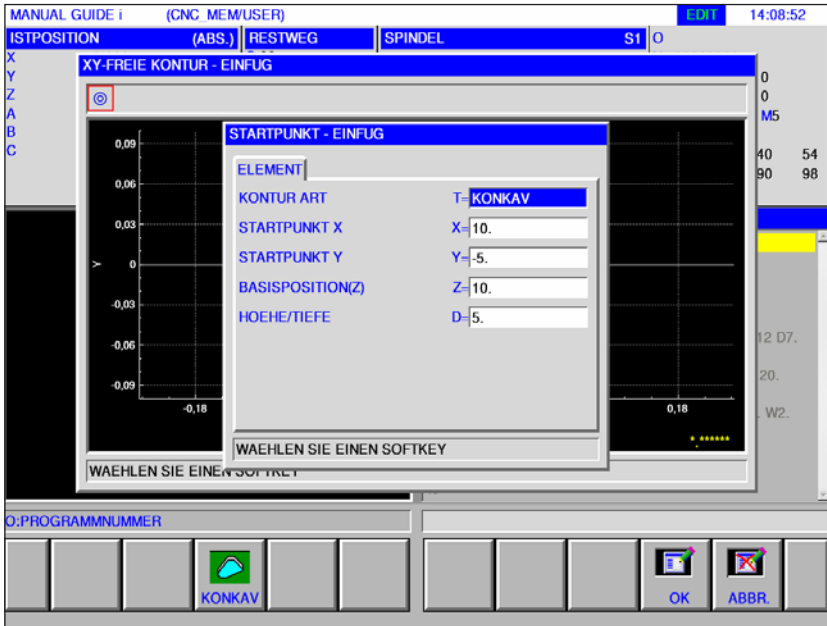 MANUAL GUIDE i (CNC_MEM/USER) EDIT 14:08:52
ISTPOSITION (ABS.) RESTWEG SPINDEL S1 O
X
Y
Z
A
B
C
0
0
M5
40 54
90 98
XY-FREIE KONTUR - EINFUG
0,09
0,06
0,03
0
-0,03
-0,06
-0,09
Y
-0,18
0,18
*.******
STARTPUNKT - EINFUG
ELEMENT
KONTUR ART T= KONKAV
STARTPUNKT X X= 10.
STARTPUNKT Y Y= -5.
BASISPOSITION(Z) Z= 10.
HOEHE/TIEFE D= 5.
WAEHLEN SIE EINEN SOFTKEY
WAEHLEN SIE EINEN SOFTKEY
12 D7.
20.
. W2.
O:PROGRAMMNUMMER
KONKAV
OK
ABBR.